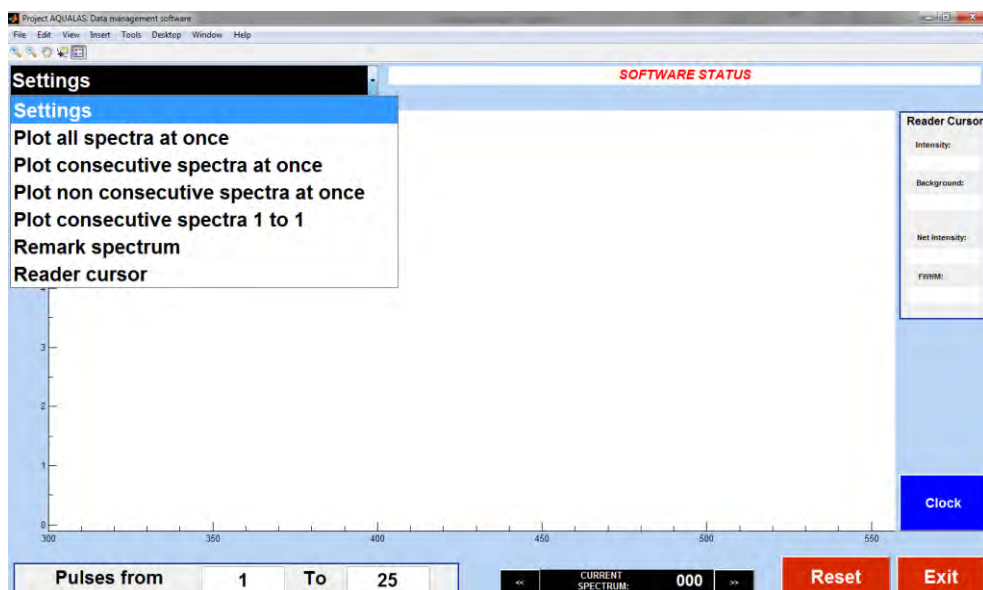 Project AQUALAS. Data management software
File Edit View Insert Tools Desktop Window Help
Settings
SOFTWARE STATUS
Settings
Plot all spectra at once
Plot consecutive spectra at once
Plot non consecutive spectra at once
Plot consecutive spectra 1 to 1
Remark spectrum
Reader cursor
Reader Cursor
Intensity:
Background:
Net Intensity:
FWHM:
4
3
2
1
0
300 350 400 450 500 550
Clock
Pulses from 1 To 25
<< CURRENT SPECTRUM: 000 >>
Reset
Exit